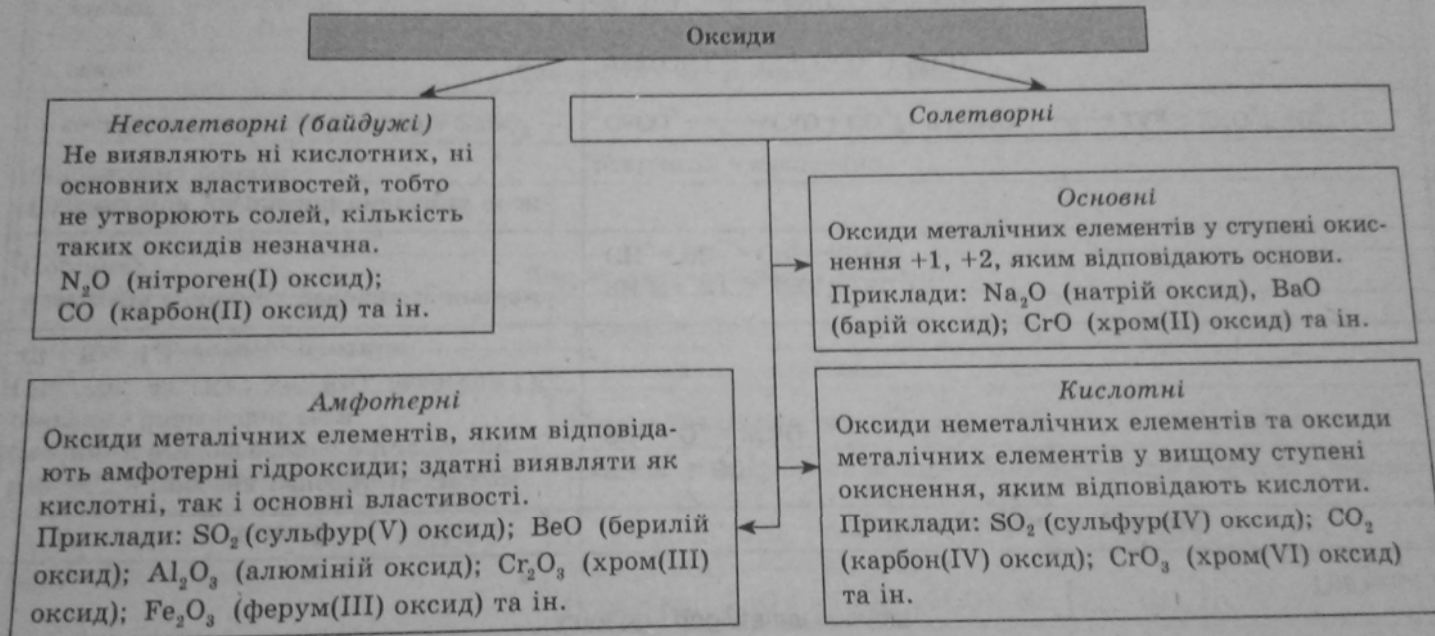 Оксиди
Несолетворні (байдужі)
Не виявляють ні кислотних, ні
основних властивостей, тобто
не утворюють солей, кількість
таких оксидів незначна.
N₂O (нітроген(I) оксид);
CO (карбон(II) оксид) та ін.
Солетворні
Основні
Оксиди металічних елементів у ступені окис-
нення +1, +2, яким відповідають основи.
Приклади: Na₂O (натрій оксид), BaO
(барій оксид); CrO (хром(II) оксид) та ін.
Амфотерні
Оксиди металічних елементів, яким відповіда-
ють амфотерні гідроксиди; здатні виявляти як
кислотні, так і основні властивості.
Приклади: SO₂ (сульфур(V) оксид); BeO (берилій
оксид); Al₂O₃ (алюміній оксид); Cr₂O₃ (хром(III)
оксид); Fe₂O₃ (ферум(III) оксид) та ін.
Кислотні
Оксиди неметалічних елементів та оксиди
металічних елементів у вищому ступені
окиснення, яким відповідають кислоти.
Приклади: SO₂ (сульфур(IV) оксид); CO₂
(карбон(IV) оксид); CrO₃ (хром(VI) оксид)
та ін.